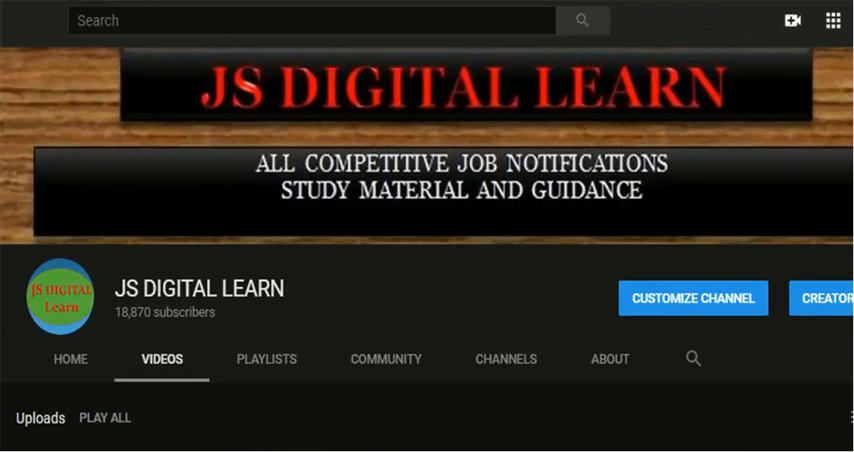 Search
JS DIGITAL LEARN
ALL COMPETITIVE JOB NOTIFICATIONS
STUDY MATERIAL AND GUIDANCE
JS DIGITAL
Learn
JS DIGITAL LEARN
18,870 subscribers
CUSTOMIZE CHANNEL
CREATOR
HOME
VIDEOS
PLAYLISTS
COMMUNITY
CHANNELS
ABOUT
Uploads
PLAY ALL